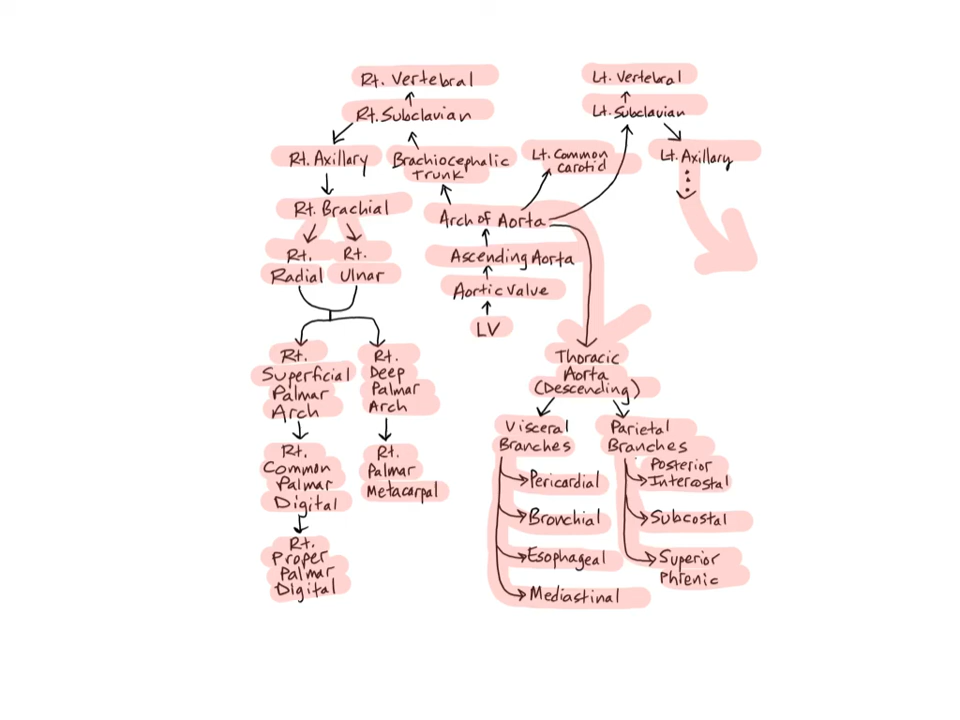 Rt. Vertebral
Rt. Subclavian
Lt. Vertebral
Lt. Subclavian
Rt. Axillary
Brachiocephalic
Trunk
Lt. Common
Carotid
Lt. Axillary
Rt. Brachial
Arch of Aorta
Rt.
Radial
Rt.
Ulnar
Ascending Aorta
Aortic Valve
LV
Rt.
Superficial
Palmar
Arch
Rt.
Deep
Palmar
Arch
Thoracic
Aorta
(Descending)
Rt.
Common
Palmar
Digital
Rt.
Palmar
Metacarpal
Visceral
Branches
Pericardial
Bronchial
Esophageal
Mediastinal
Parietal
Branches
Posterior
Intercostal
Subcostal
Superior
Phrenic
Rt.
Proper
Palmar
Digital